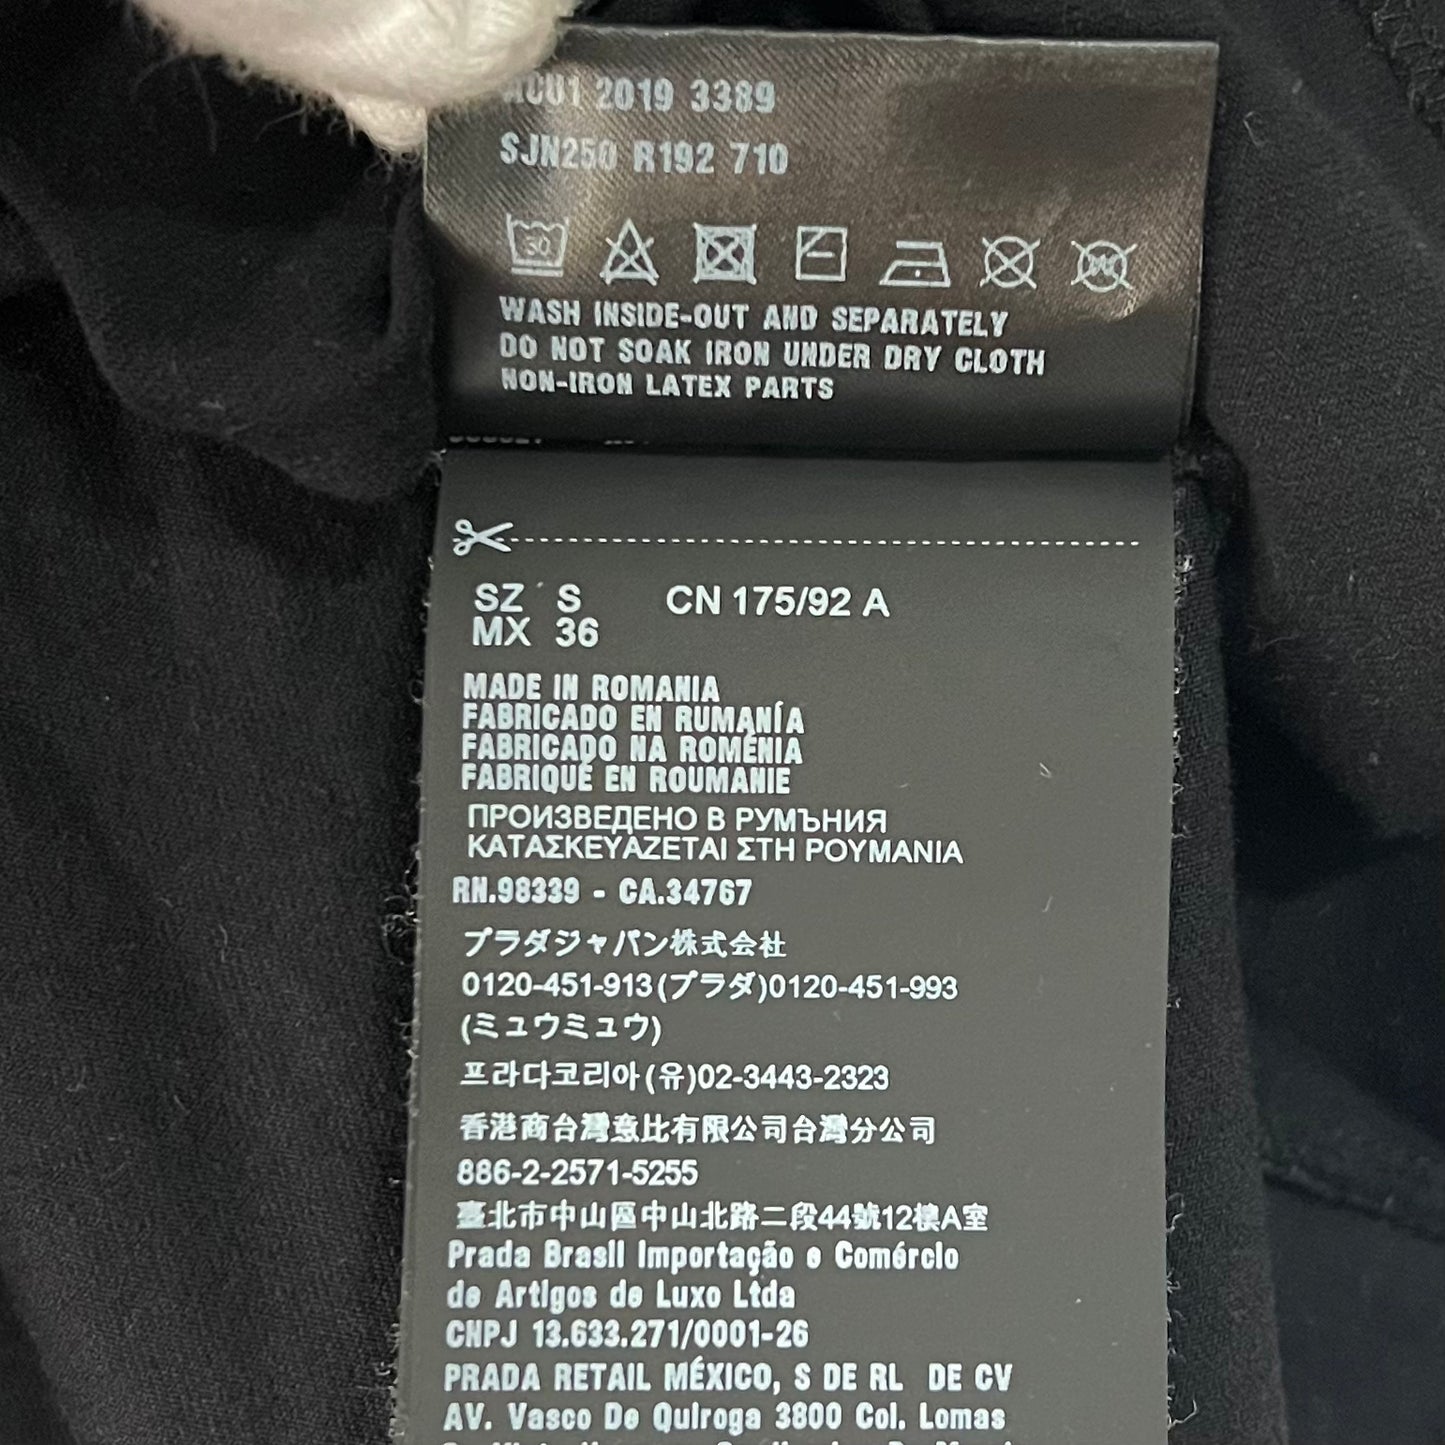 2019 3389
SJN250 R192 710
30
W
WASH INSIDE-OUT AND SEPARATELY
DO NOT SOAK IRON UNDER DRY CLOTH
NON-IRON LATEX PARTS
SZ S CN 175/92 A
MX 36
MADE IN ROMANIA
FABRICADO EN RUMANÍA
FABRICADO NA ROMÉNIA
FABRIQUÉ EN ROUMANIE
ПРОИЗВЕДЕНО В РУМЪНИЯ
ΚΑΤΑΣΚΕΥΑΖΕΤΑΙ ΣΤΗ ΡΟΥΜΑΝΙΑ
RN.98339 - CA.34767
プラダジャパン株式会社
0120-451-913(プラダ)0120-451-993
(ミュウミュウ)
프라다코리아(유)02-3443-2323
香港商台灣意比有限公司台灣分公司
886-2-2571-5255
臺北市中山區中山北路二段44號12樓A室
Prada Brasil Importação e Comércio
de Artigos de Luxo Ltda
CNPJ 13.633.271/0001-26
PRADA RETAIL MÉXICO, S DE RL DE CV
AV. Vasco De Quiroga 3800 Col. Lomas